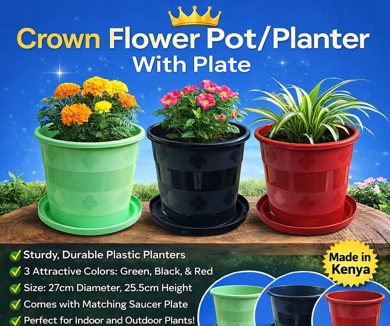 Crown Flower Pot/Planter
With Plate
✓ Sturdy, Durable Plastic Planters
✓ 3 Attractive Colors: Green, Black, & Red
✓ Size: 27cm Diameter, 25.5cm Height
✓ Comes with Matching Saucer Plate
✓ Perfect for Indoor and Outdoor Plants!
Made in
Kenya